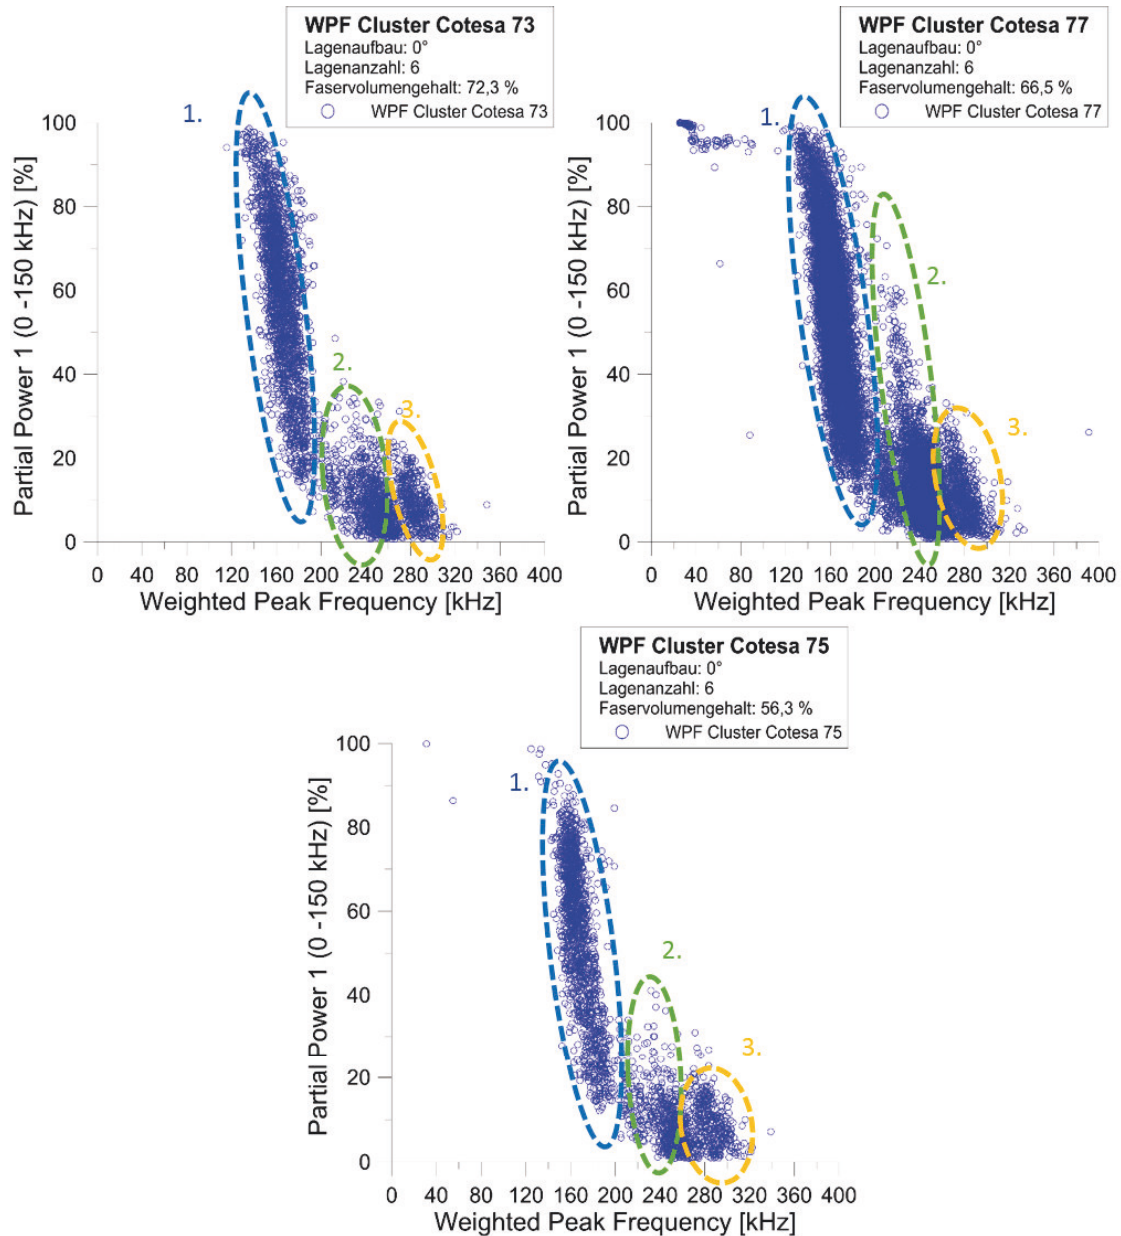 WPF Cluster Cotesa 73
Lagenaufbau: 0°
Lagenanzahl: 6
Faservolumengehalt: 72,3 %
WPF Cluster Cotesa 73
1.
2.
3.
100
80
60
40
20
0
Partial Power 1 (0 -150 kHz) [%]
0 40 80 120 160 200 240 280 320 360 400
Weighted Peak Frequency [kHz]
WPF Cluster Cotesa 77
Lagenaufbau: 0°
Lagenanzahl: 6
Faservolumengehalt: 66,5 %
WPF Cluster Cotesa 77
1.
2.
3.
100
80
60
40
20
0
Partial Power 1 (0 -150 kHz) [%]
0 40 80 120 160 200 240 280 320 360 400
Weighted Peak Frequency [kHz]
WPF Cluster Cotesa 75
Lagenaufbau: 0°
Lagenanzahl: 6
Faservolumengehalt: 56,3 %
WPF Cluster Cotesa 75
1.
2.
3.
100
80
60
40
20
0
Partial Power 1 (0 -150 kHz) [%]
0 40 80 120 160 200 240 280 320 360 400
Weighted Peak Frequency [kHz]